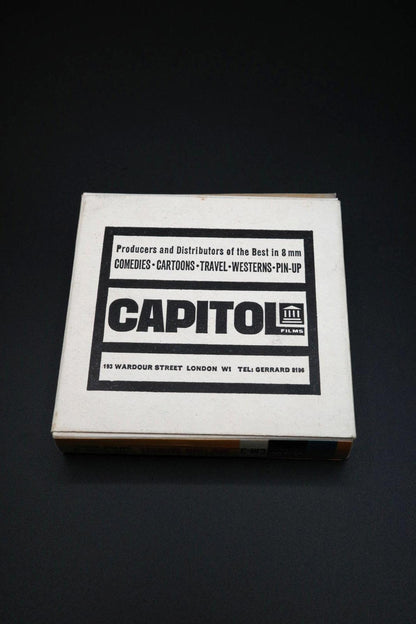 Producers and Distributors of the Best in 8 mm
COMEDIES • CARTOONS • TRAVEL • WESTERNS • PIN-UP
CAPITOL
FILMS
193 WARDOUR STREET LONDON W1 TEL: GERRARD 8196